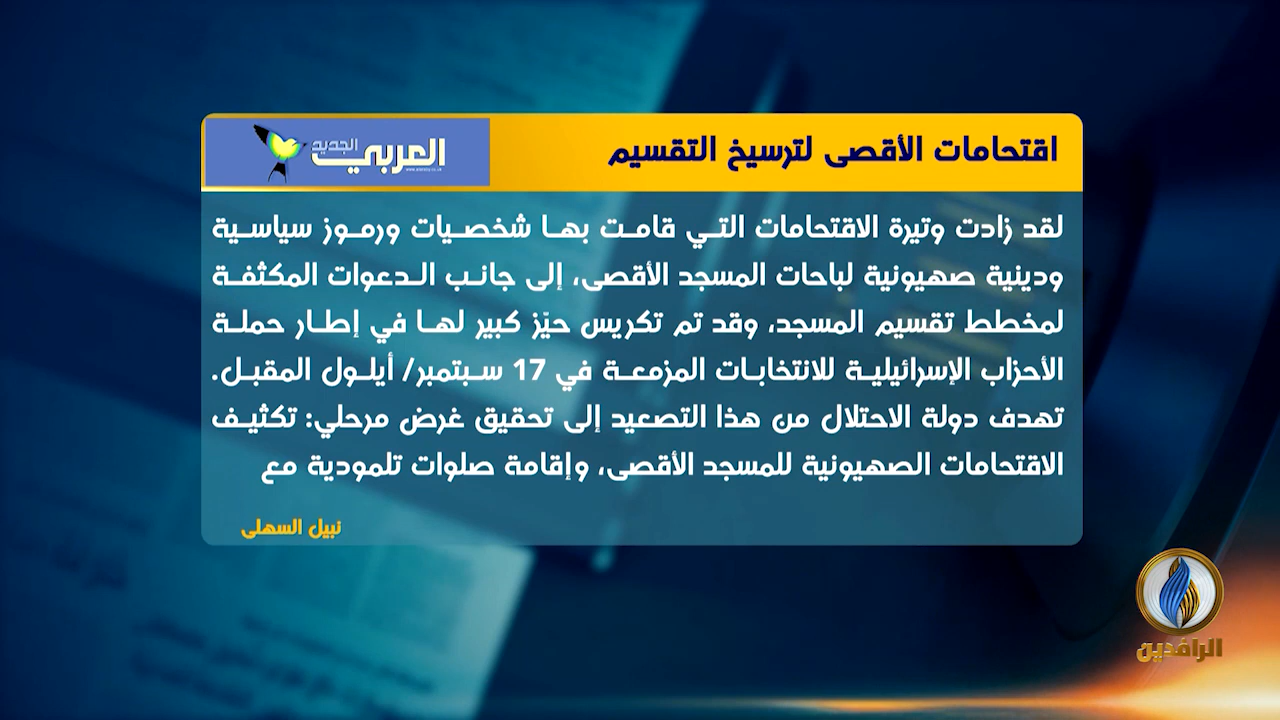 اقتحامات الأقصى لترسيخ التقسيم
العربي الجديد
لقد زادت وتيرة الاقتحامات التي قامت بها شخصيات ورموز سياسية
ودينية صهيونية لباحات المسجد الأقصى، إلى جانب الدعوات المكثفة
لمخطط تقسيم المسجد، وقد تم تكريس حيّز كبير لها في إطار حملة
الأحزاب الإسرائيلية للانتخابات المزمعة في 17 سبتمبر/ أيلول المقبل.
تهدف دولة الاحتلال من هذا التصعيد إلى تحقيق غرض مرحلي: تكثيف
الاقتحامات الصهيونية للمسجد الأقصى، وإقامة صلوات تلمودية مع
نبيل السهلي
الرافدين